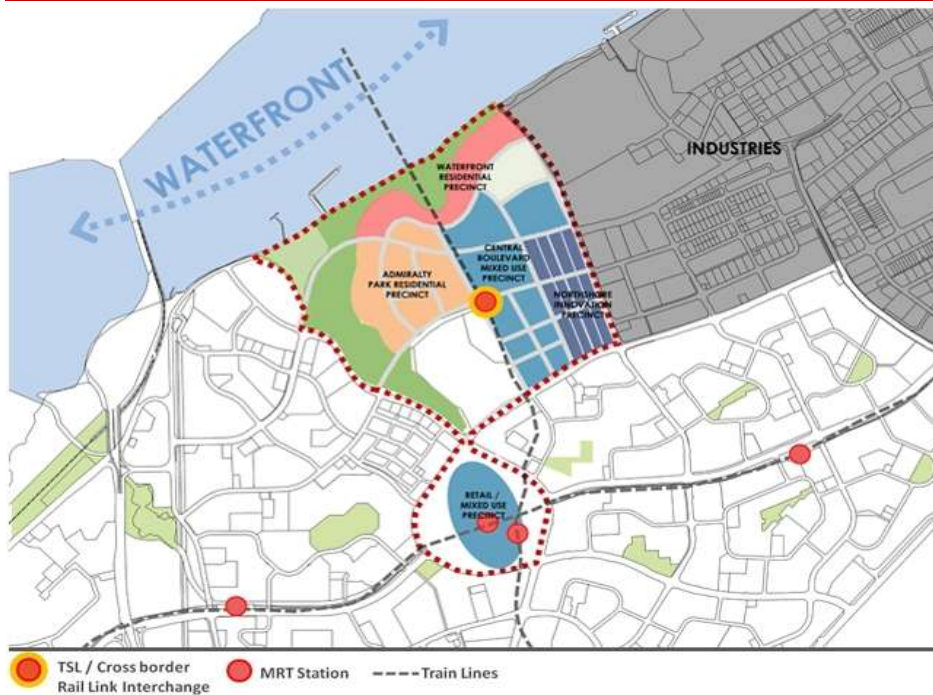 WATERFRONT
INDUSTRIES
WATERFRONT
RESIDENTIAL
PRECINCT
CENTRAL
BOULEVARD
MIXED USE
PRECINCT
ADMIRALTY
PARK RESIDENTIAL
PRECINCT
NORTHSHORE
INNOVATION
PRECINCT
RETAIL /
MIXED USE
PRECINCT
TSL / Cross border
Rail Link Interchange
MRT Station
Train Lines